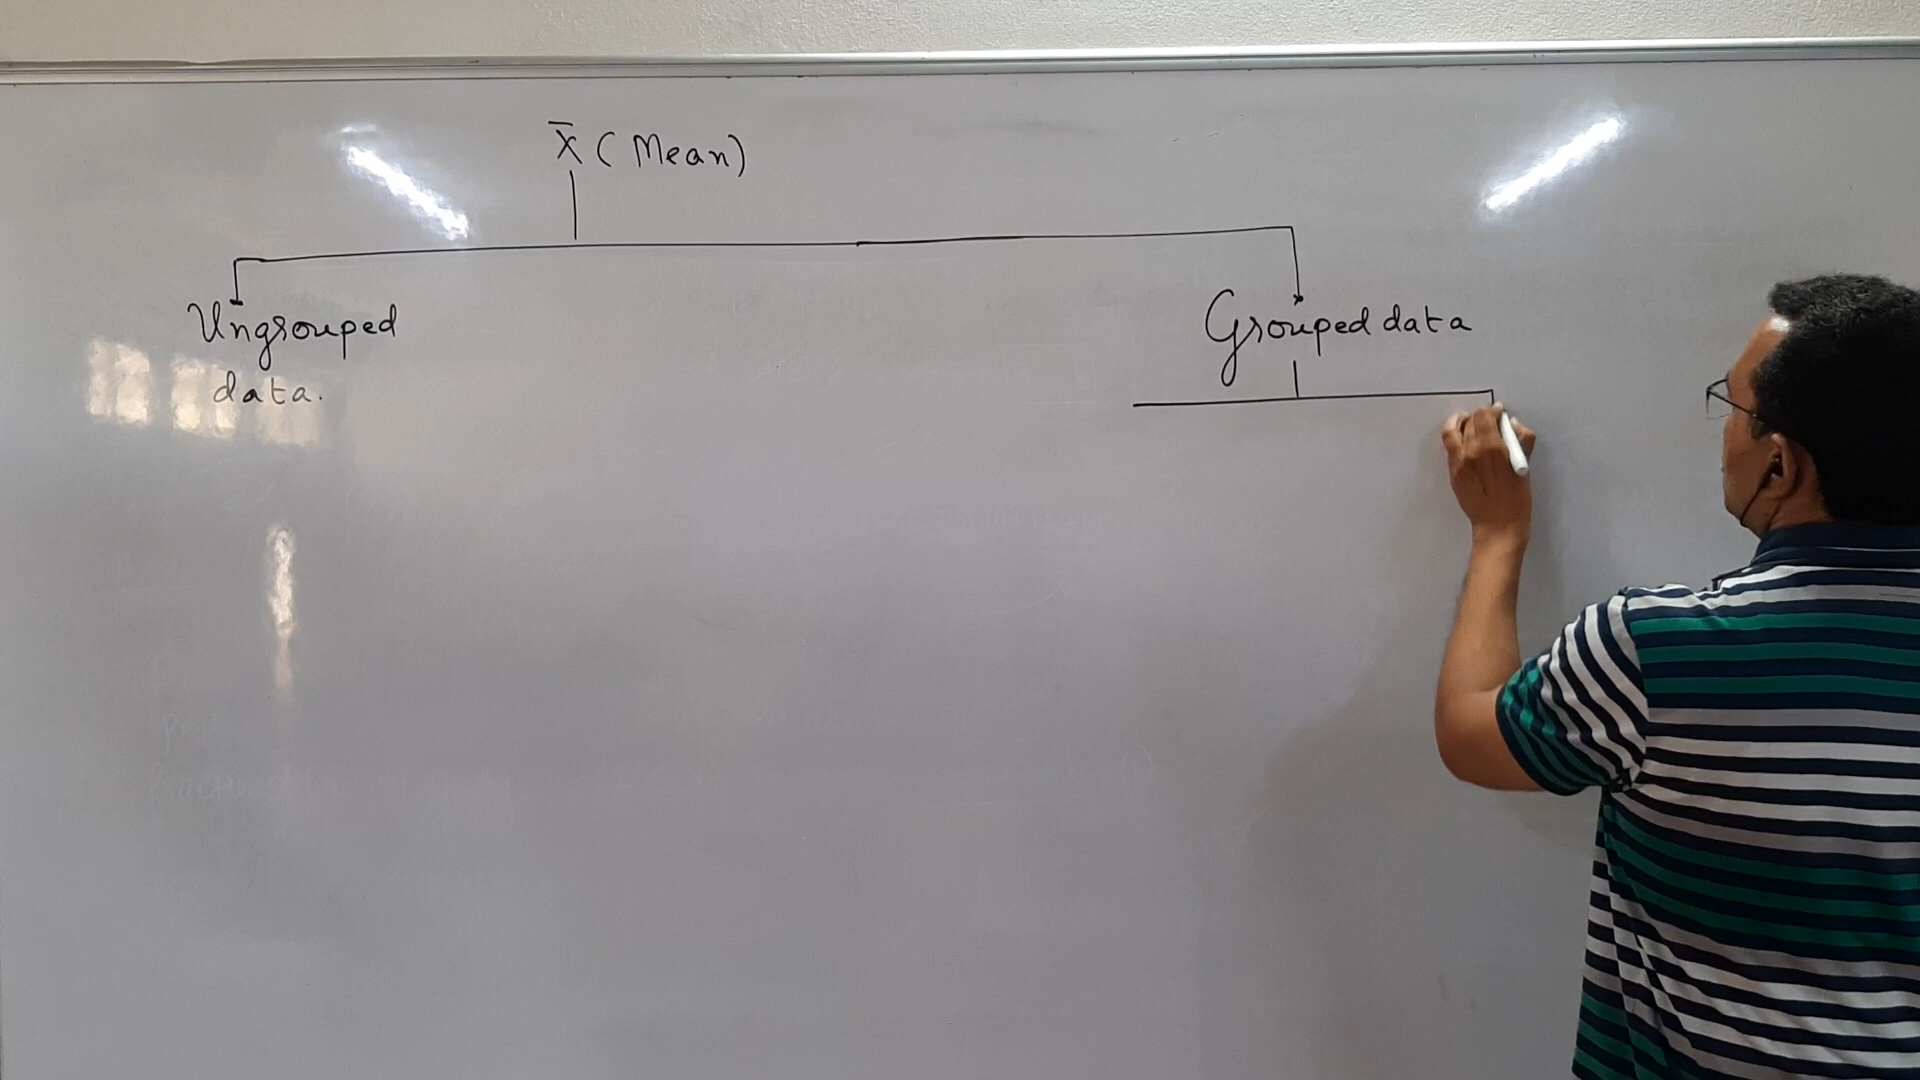 x̄ (Mean)
Ungrouped
data.
Grouped data